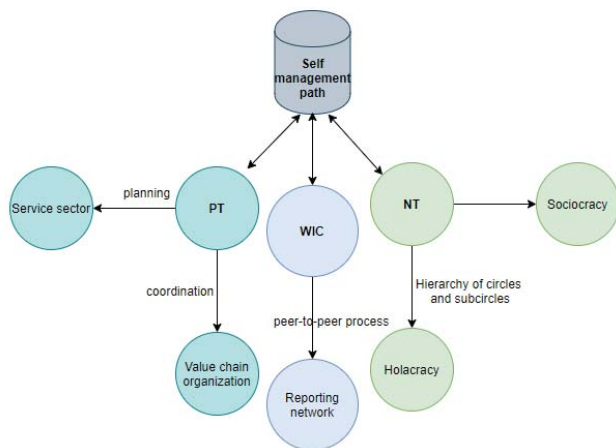 Self
management
path
planning
Service sector
PT
WIC
NT
Sociocracy
coordination
Hierarchy of circles
and subcircles
peer-to-peer process
Value chain
organization
Reporting
network
Holacracy